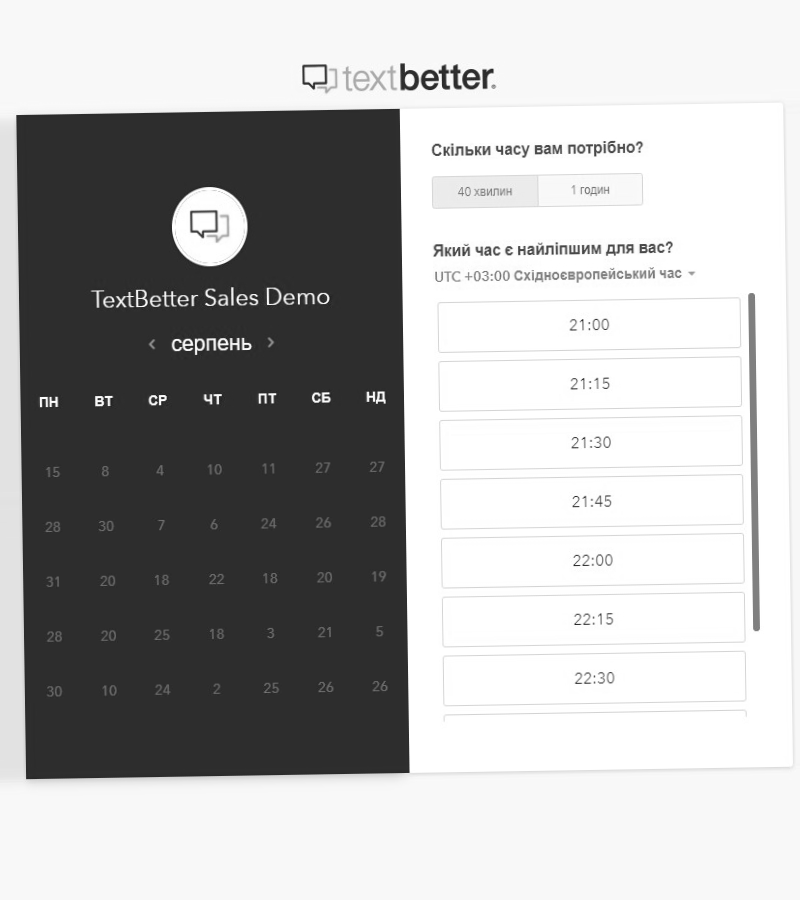 textbetter.
TextBetter Sales Demo
серпень
ПН ВТ СР ЧТ ПТ СБ НД
15 8 4 10 11 27 27
28 30 7 6 24 26 28
31 20 18 22 18 20 19
28 20 25 18 3 21 5
30 10 24 2 25 26 26
Скільки часу вам потрібно?
40 хвилин 1 годин
Який час є найліпшим для вас?
UTC +03:00 Східноєвропейський час
21:00
21:15
21:30
21:45
22:00
22:15
22:30